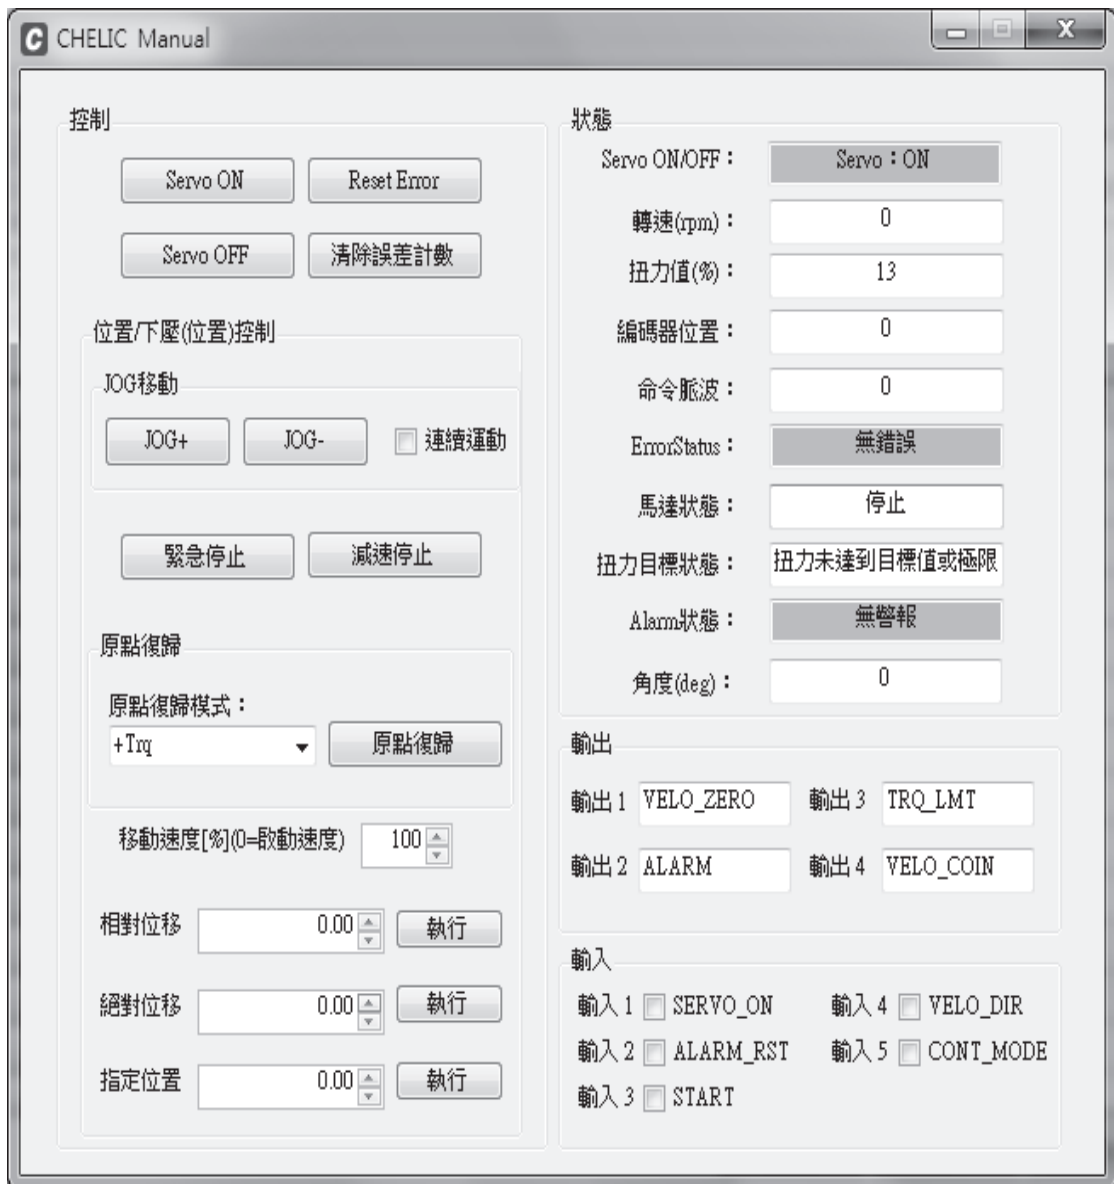 CHELIC Manual
控制
Servo ON
Reset Error
Servo OFF
清除誤差計數
位置/下壓(位置)控制
JOG移動
JOG+
JOG-
連續運動
緊急停止
減速停止
原點復歸
原點復歸模式：
+Trq
原點復歸
移動速度[%](0=啟動速度)
100
相對位移
0.00
執行
絕對位移
0.00
執行
指定位置
0.00
執行
狀態
Servo ON/OFF：
Servo：ON
轉速(rpm)：
0
扭力值(%)：
13
編碼器位置：
0
命令脈波：
0
ErrorStatus：
無錯誤
馬達狀態：
停止
扭力目標狀態：
扭力未達到目標值或極限
Alarm狀態：
無警報
角度(deg)：
0
輸出
輸出 1
VELO_ZERO
輸出 3
TRQ_LMT
輸出 2
ALARM
輸出 4
VELO_COIN
輸入
輸入 1
SERVO_ON
輸入 4
VELO_DIR
輸入 2
ALARM_RST
輸入 5
CONT_MODE
輸入 3
START